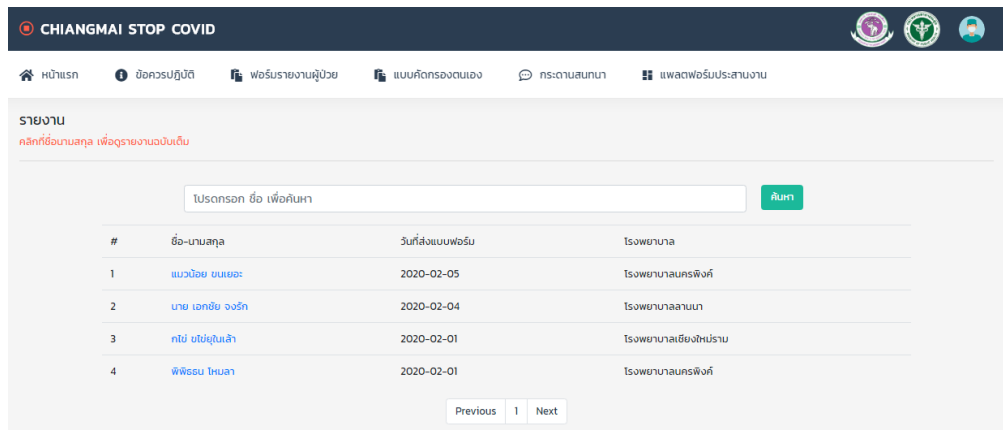 CHIANGMAI STOP COVID
หน้าแรก ข้อควรปฎิบัติ ฟอร์มรายงานผู้ป่วย แบบคัดกรองตนเอง กระดานสนทนา แพลตฟอร์มประสานงาน
รายงาน
คลิกที่ชื่อนามสกุล เพื่อดูรายงานฉบับเต็ม
โปรดกรอก ชื่อ เพื่อค้นหา ค้นหา
# ชื่อ-นามสกุล วันที่ส่งแบบฟอร์ม โรงพยาบาล
1 แมวน้อย ขนเยอะ 2020-02-05 โรงพยาบาลนครพิงค์
2 นาย เอกชัย จงรัก 2020-02-04 โรงพยาบาลลานนา
3 กไข่ ขไข่ยุในเล้า 2020-02-01 โรงพยาบาลเชียงใหม่ราม
4 พิพิธธน โหมลา 2020-02-01 โรงพยาบาลนครพิงค์
Previous 1 Next